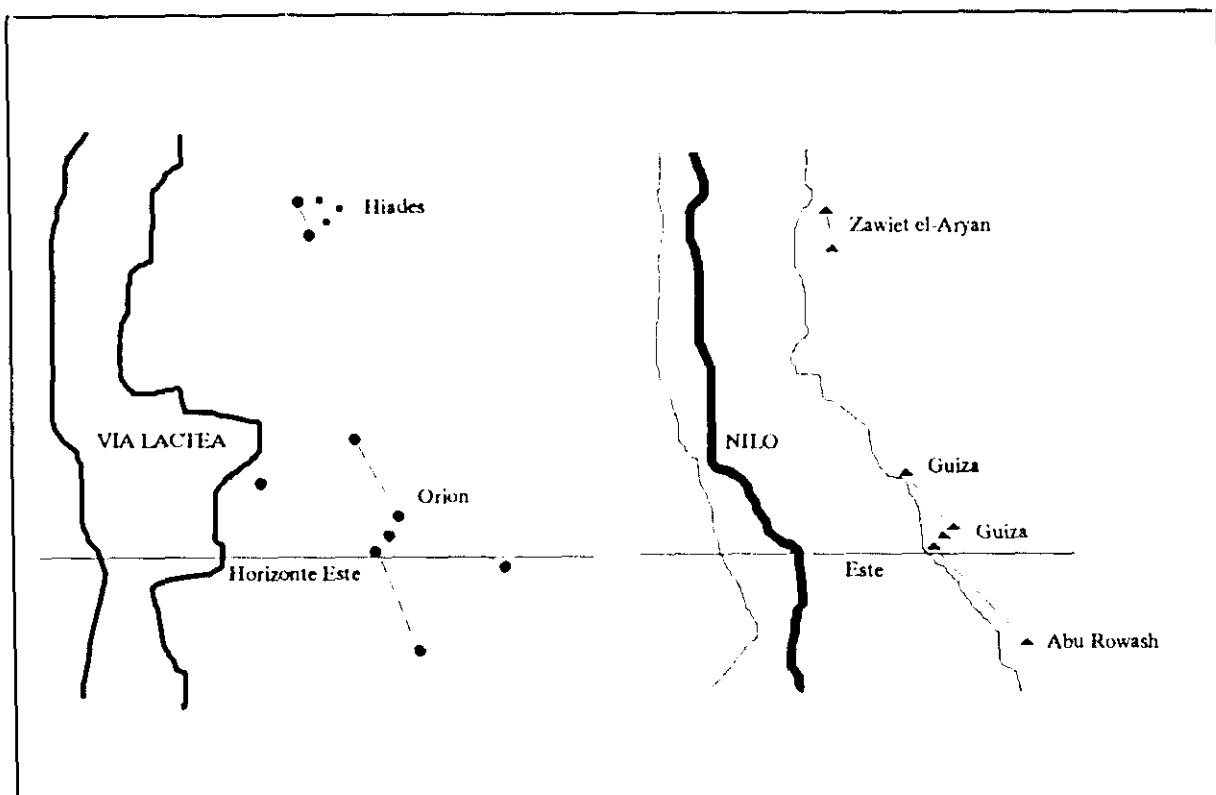 Hiades
VIA LACTEA
Orion
Horizonte Este
Zawiet el-Aryan
NILO
Guiza
Guiza
Este
Abu Rowash